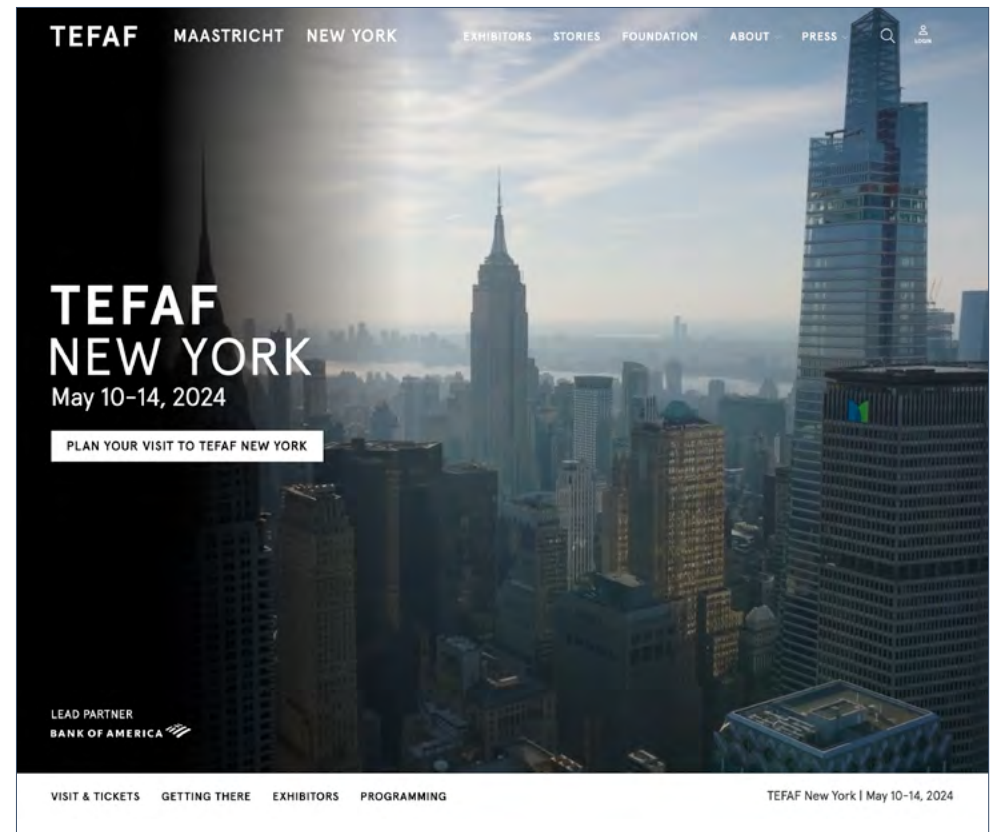 TEFAF MAASTRICHT NEW YORK EXHIBITORS STORIES FOUNDATION ABOUT PRESS LOGIN
TEFAF
NEW YORK
May 10-14, 2024
PLAN YOUR VISIT TO TEFAF NEW YORK
LEAD PARTNER
BANK OF AMERICA
VISIT & TICKETS GETTING THERE EXHIBITORS PROGRAMMING TEFAF New York | May 10-14, 2024